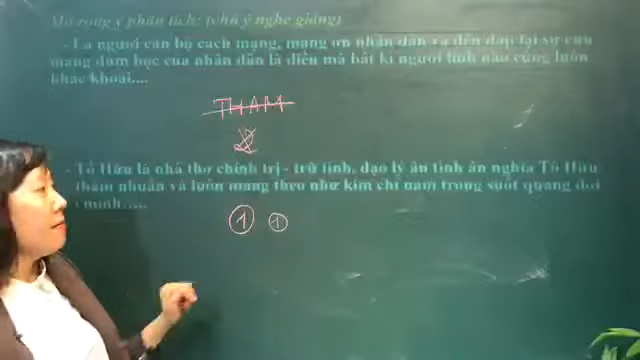 Mở rộng ý phân tích: (chú ý nghe giảng)
- Là người cán bộ cách mạng, mang ơn nhân dân và đền đáp lại sự cưu
mang đùm bọc của nhân dân là điều mà bất kì người lính nào cũng luôn
khắc khoải....
THAM
- Tố Hữu là nhà thơ chính trị - trữ tình, đạo lý ân tình ân nghĩa Tố Hữu
thấm nhuần và luôn mang theo như kim chỉ nam trong suốt quãng đời
mình.....
1 1